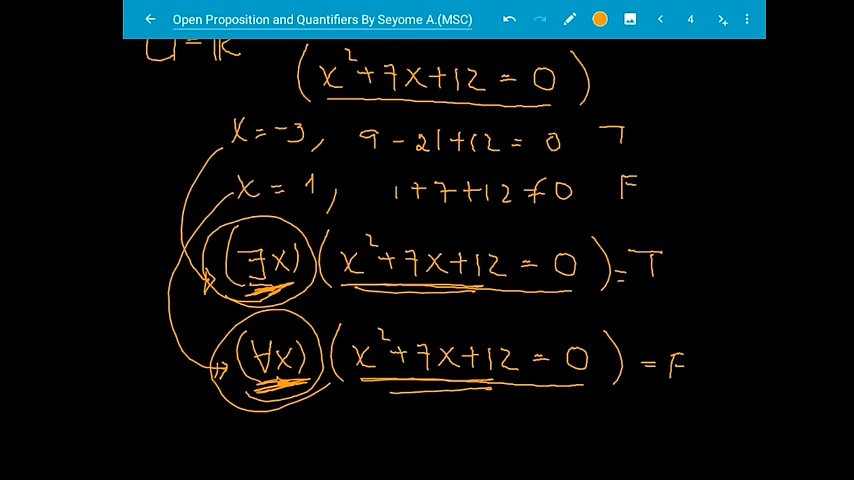 Open Proposition and Quantifiers By Seyome A.(MSC) 4
U = ℝ
(x²+7x+12 = 0)
x = -3, 9 - 21+12 = 0 T
x = 1, 1+7+12 ≠ 0 F
(∃x) (x²+7x+12 = 0) = T
(∀x) (x²+7x+12 = 0) = F